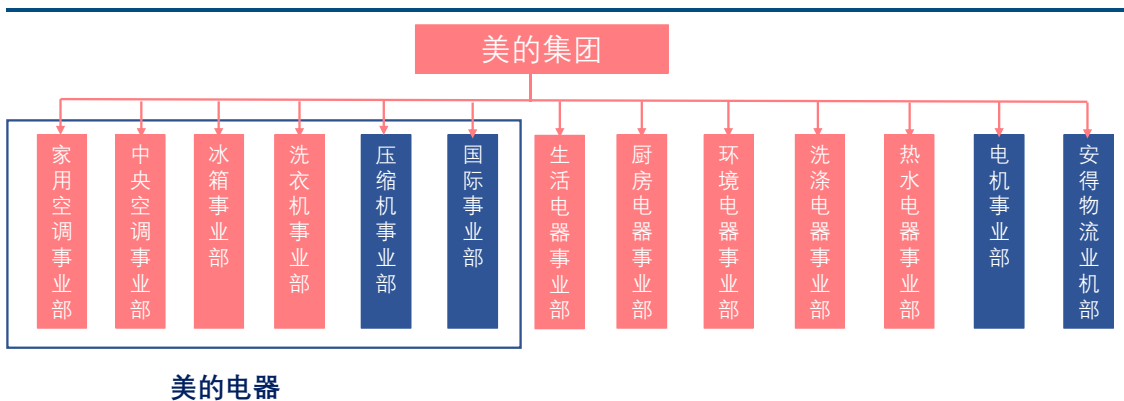 美的集团
家用空调事业部
中央空调事业部
冰箱事业部
洗衣机事业部
压缩机事业部
国际事业部
生活电器事业部
厨房电器事业部
环境电器事业部
洗涤电器事业部
热水电器事业部
电机事业部
安得物流业机部
美的电器